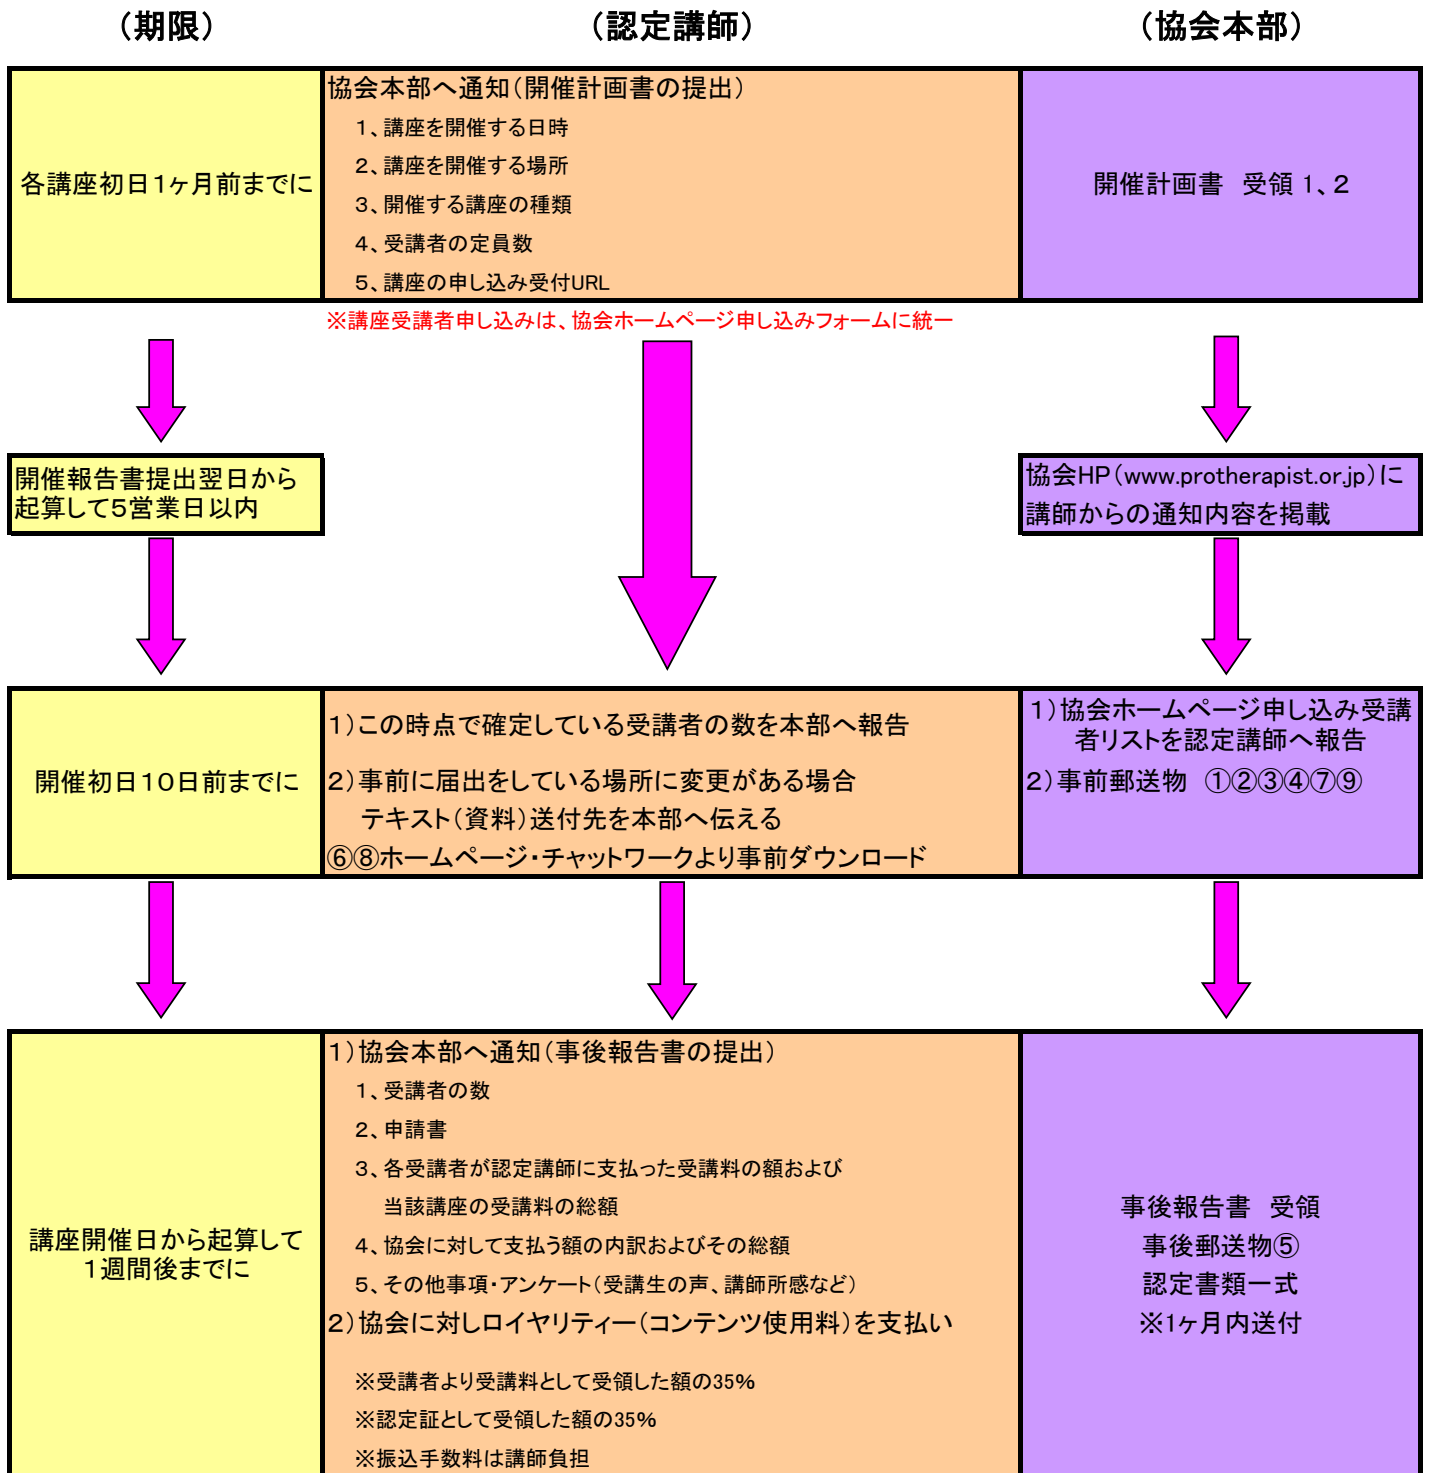 （期限）
（認定講師）
（協会本部）
各講座初日１ヶ月前までに
協会本部へ通知（開催計画書の提出）
１、講座を開催する日時
２、講座を開催する場所
３、開催する講座の種類
４、受講者の定員数
５、講座の申し込み受付URL
開催計画書　受領 1、2
※講座受講者申し込みは、協会ホームページ申し込みフォームに統一
開催報告書提出翌日から
起算して５営業日以内
協会HP（www.protherapist.or.jp）に
講師からの通知内容を掲載
開催初日１０日前までに
１）この時点で確定している受講者の数を本部へ報告
２）事前に届出をしている場所に変更がある場合
テキスト（資料）送付先を本部へ伝える
⑥⑧ホームページ・チャットワークより事前ダウンロード
１）協会ホームページ申し込み受講
者リストを認定講師へ報告
２）事前郵送物　①②③④⑦⑨
講座開催日から起算して
１週間後までに
１）協会本部へ通知（事後報告書の提出）
１、受講者の数
２、申請書
３、各受講者が認定講師に支払った受講料の額および
当該講座の受講料の総額
４、協会に対して支払う額の内訳およびその総額
５、その他事項・アンケート（受講生の声、講師所感など）
２）協会に対しロイヤリティー（コンテンツ使用料）を支払い
※受講者より受講料として受領した額の35%
※認定証として受領した額の35%
※振込手数料は講師負担
事後報告書　受領
事後郵送物⑤
認定書類一式
※1ヶ月内送付